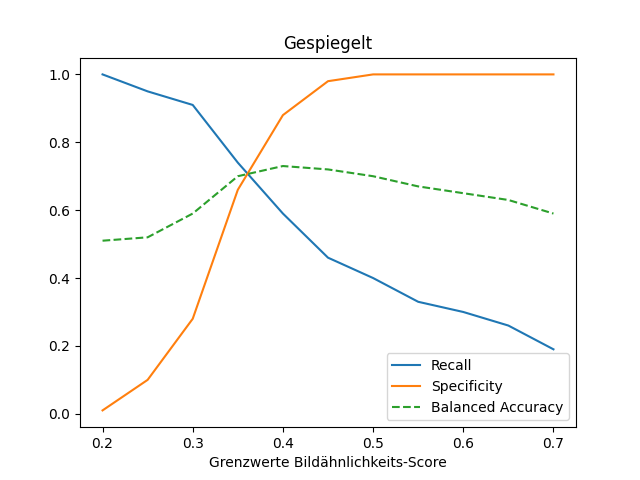 Gespiegelt
1.0
0.8
0.6
0.4
0.2
0.0
Recall
Specificity
Balanced Accuracy
0.2 0.3 0.4 0.5 0.6 0.7
Grenzwerte Bildähnlichkeits-Score